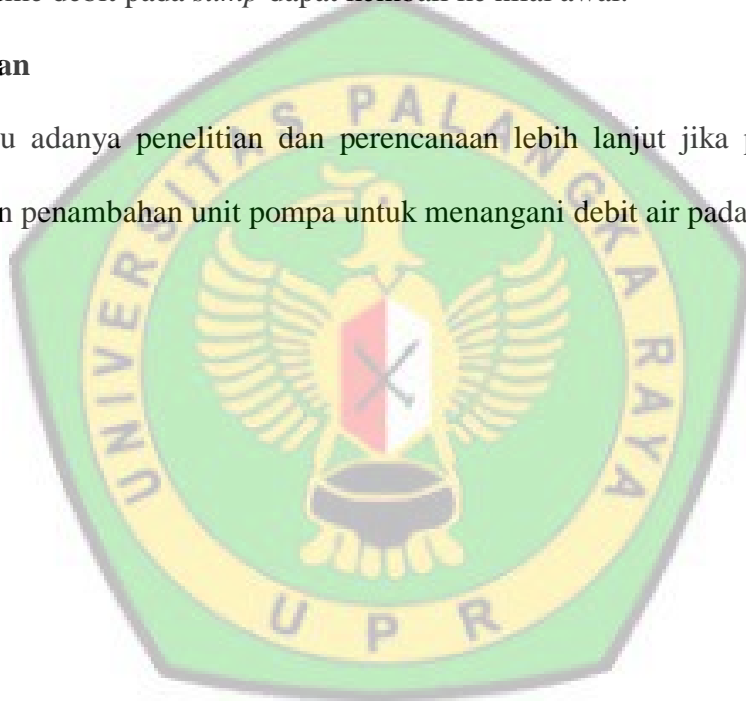 debit pada dapat kembali ke nilai awal.
an
u adanya penelitian dan perencanaan lebih lanjut jika p
n penambahan unit pompa untuk menangani debit air pada
UNIVERSITAS PALANGKA RAYA
UPR